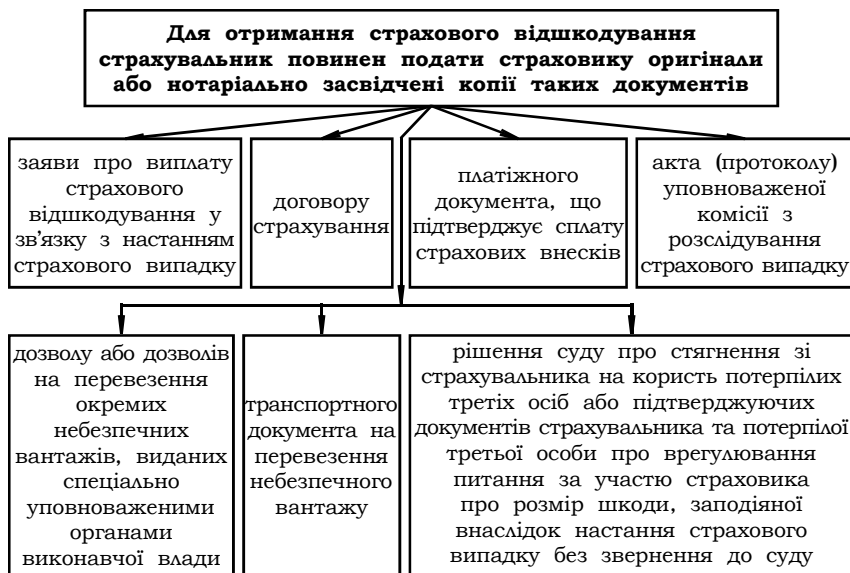 Для отримання страхового відшкодування
страхувальник повинен подати страховику оригінали
або нотаріально засвідчені копії таких документів
заяви про виплату
страхового
відшкодування у
зв'язку з настанням
страхового випадку
договору
страхування
платіжного
документа, що
підтверджує сплату
страхових внесків
акта (протоколу)
уповноваженої
комісії з
розслідування
страхового випадку
дозволу або дозволів
на перевезення
окремих
небезпечних
вантажів, виданих
спеціально
уповноваженими
органами
виконавчої влади
транспортного
документа на
перевезення
небезпечного
вантажу
рішення суду про стягнення зі
страхувальника на користь потерпілих
третіх осіб або підтверджуючих
документів страхувальника та потерпілої
третьої особи про врегулювання
питання за участю страховика
про розмір шкоди, заподіяної
внаслідок настання страхового
випадку без звернення до суду